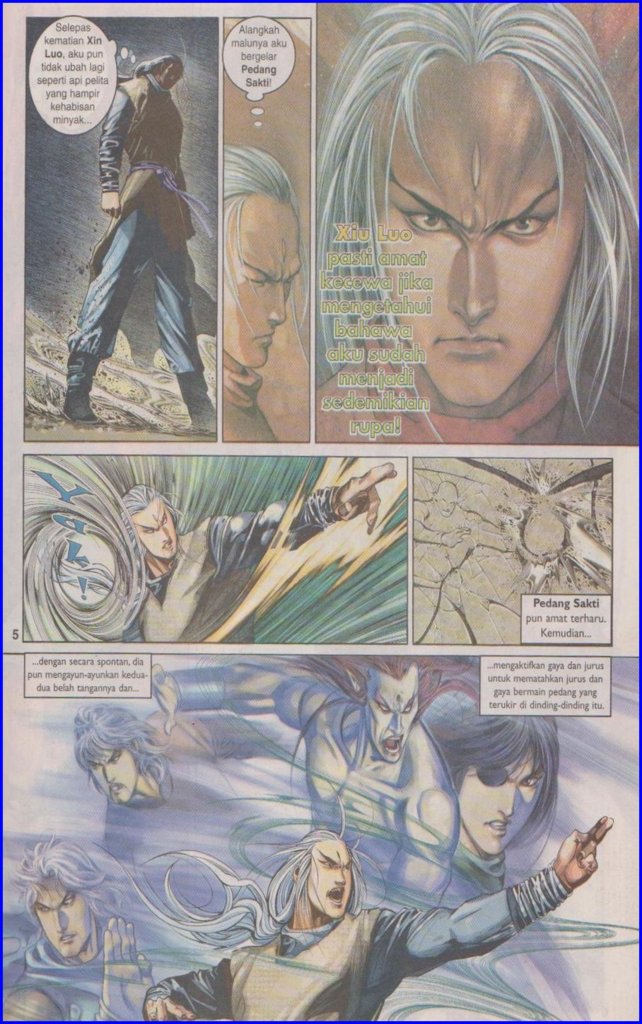 Selepas
kematian Xin
Luo, aku pun
tidak ubah lagi
seperti api pelita
yang hampir
kehabisan
minyak...
Alangkah
malunya aku
bergelar
Pedang
Sakti!
Xiu Luo
pasti amat
kecewa jika
mengetahui
bahawa
aku sudah
menjadi
sedemikian
rupa!
Yak!
Pedang Sakti
pun amat terharu.
Kemudian...
5
...dengan secara spontan, dia
pun mengayun-ayunkan kedua-
dua belah tangannya dan...
...mengaktifkan gaya dan jurus
untuk mematahkan jurus dan
gaya bermain pedang yang
terukir di dinding-dinding itu.